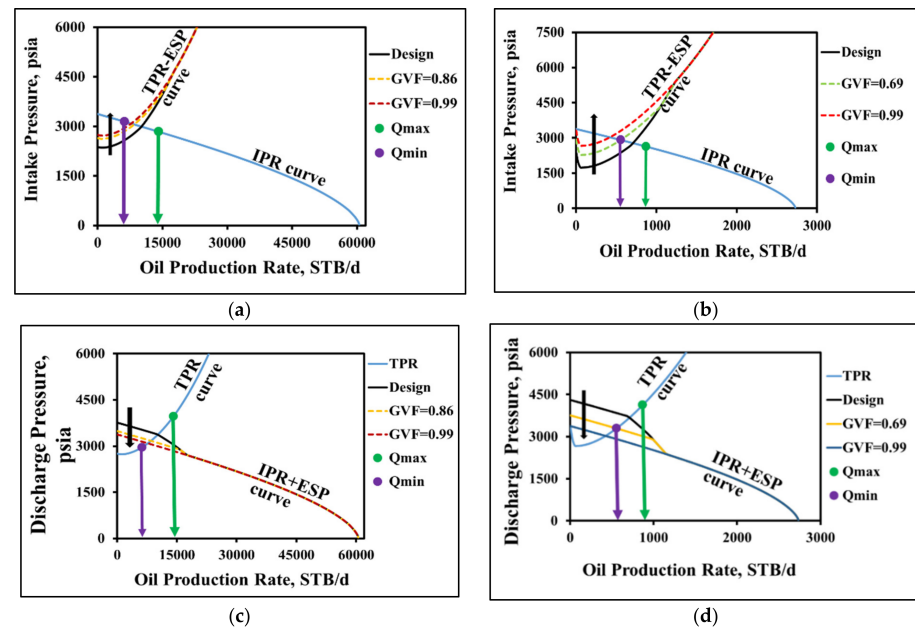 6000
4500
3000
1500
0
Intake Pressure, psia
0
15000
30000
45000
60000
Oil Production Rate, STB/d
TPR-ESP
curve
IPR curve
Design
GVF=0.86
GVF=0.99
Qmax
Qmin
(a)
7500
6000
4500
3000
1500
0
Intake Pressure, psia
0
1000
2000
3000
Oil Production Rate, STB/d
TPR-ESP
curve
IPR curve
Design
GVF=0.69
GVF=0.99
Qmax
Qmin
(b)
6000
4500
3000
1500
0
Discharge Pressure,
psia
0
15000
30000
45000
60000
Oil Production Rate, STB/d
TPR
curve
IPR+ESP
curve
TPR
Design
GVF=0.86
GVF=0.99
Qmax
Qmin
(c)
6000
4500
3000
1500
0
Discharge Pressure, psia
0
1000
2000
3000
Oil Production Rate, STB/d
TPR
curve
IPR+ESP
curve
TPR
Design
GVF=0.69
GVF=0.99
Qmax
Qmin
(d)